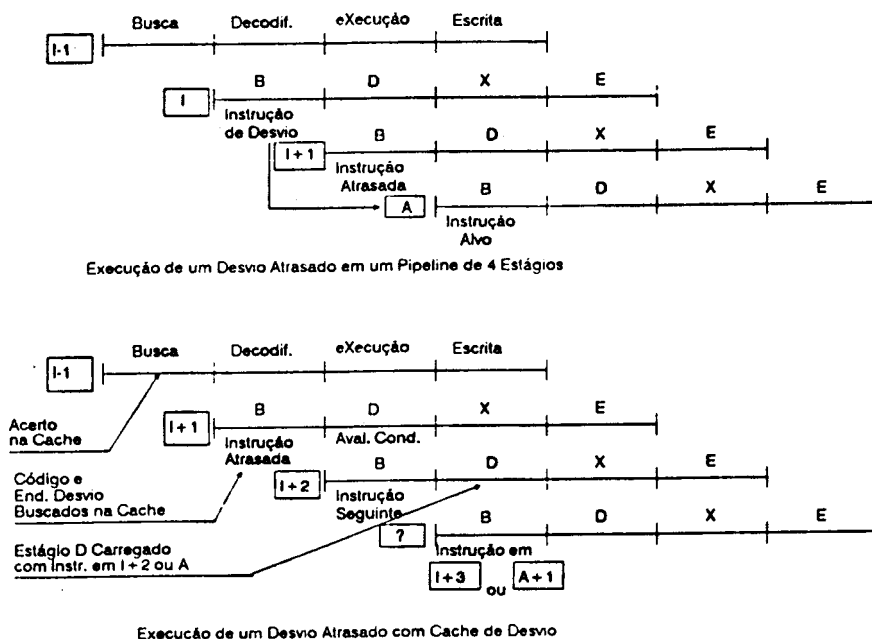 Busca Decodif. eXecução Escrita
I-1
B D X E
I
Instrução
de Desvio
B D X E
I + 1
Instrução
Atrasada
B D X E
A
Instrução
Alvo
Execução de um Desvio Atrasado em um Pipeline de 4 Estágios
Busca Decodif. eXecução Escrita
I-1
B D X E
Acerto
na Cache
I + 1
Instrução
Atrasada
Aval. Cond.
B D X E
Código e
End. Desvio
Buscados na Cache
I + 2
Instrução
Seguinte
B D X E
?
Estágio D Carregado
com Instr. em I + 2 ou A
Instrução em
I + 3 ou A + 1
Execução de um Desvio Atrasado com Cache de Desvio